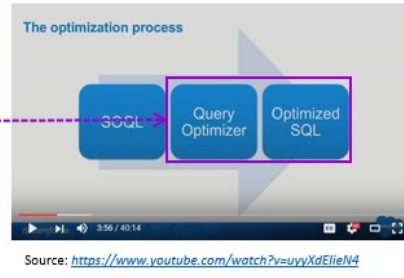 The optimization process
SOQL
Query
Optimizer
Optimized
SQL
3:56 / 40:14
CC
Source: https://www.youtube.com/watch?v=uyyXdElieN4